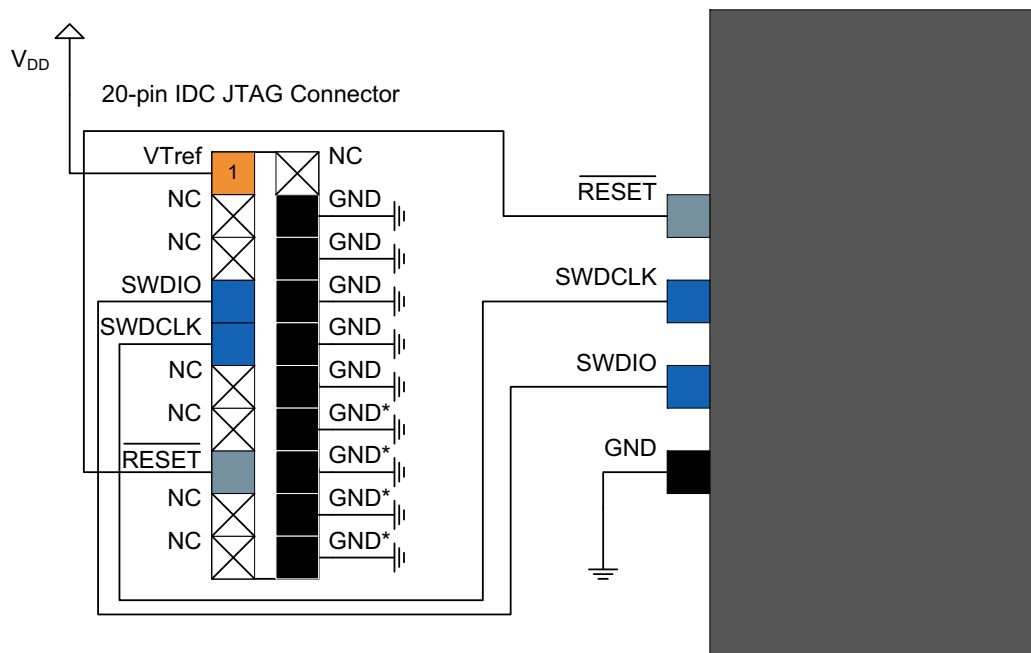 V_DD
20-pin IDC JTAG Connector
VTref
1
NC
NC
GND
NC
GND
SWDIO
GND
SWDCLK
GND
NC
GND
NC
GND*
RESET
GND*
NC
GND*
NC
GND*
RESET
SWDCLK
SWDIO
GND